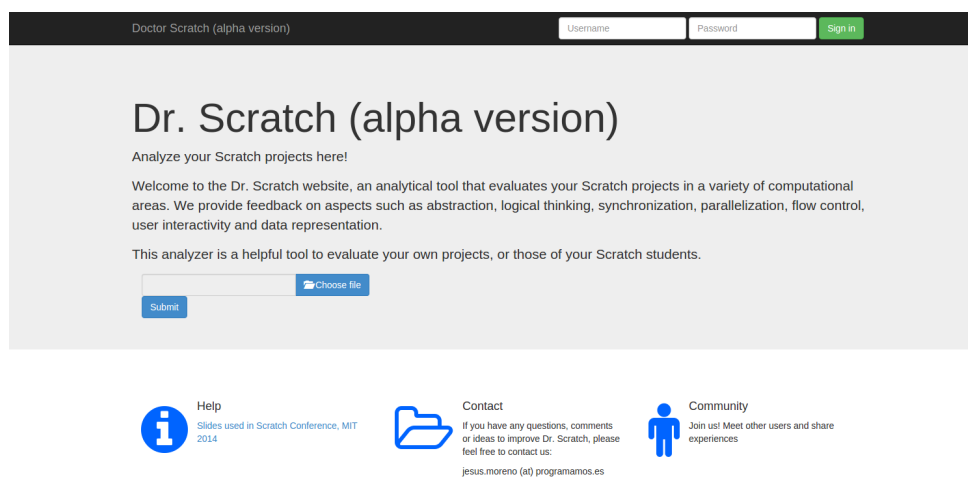 Doctor Scratch (alpha version) Username Password Sign in
Dr. Scratch (alpha version)
Analyze your Scratch projects here!
Welcome to the Dr. Scratch website, an analytical tool that evaluates your Scratch projects in a variety of computational
areas. We provide feedback on aspects such as abstraction, logical thinking, synchronization, parallelization, flow control,
user interactivity and data representation.
This analyzer is a helpful tool to evaluate your own projects, or those of your Scratch students.
Choose file
Submit
Help
Slides used in Scratch Conference, MIT
2014
Contact
If you have any questions, comments
or ideas to improve Dr. Scratch, please
feel free to contact us:
jesus.moreno (at) programamos.es
Community
Join us! Meet other users and share
experiences